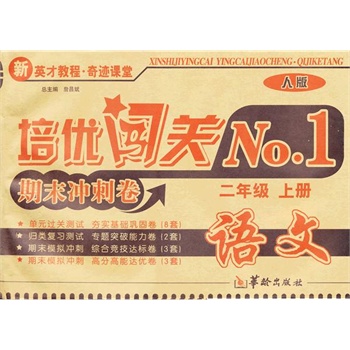 新 英才教程·奇迹课堂
XINSHIJIYINGCAI YINGCAIJIAOCHENG·QUIKETANG
总主编
人版
培优闯关No.1
期末冲刺卷
二年级 上册
★ 单元过关测试 夯实基础巩固卷(8套)
★ 归类复习测试 专题突破能力卷(2套)
★ 期末模拟冲刺 综合竞技达标卷(3套)
★ 期末模拟冲刺 高分高能达优卷(3套)
语文
华龄出版社